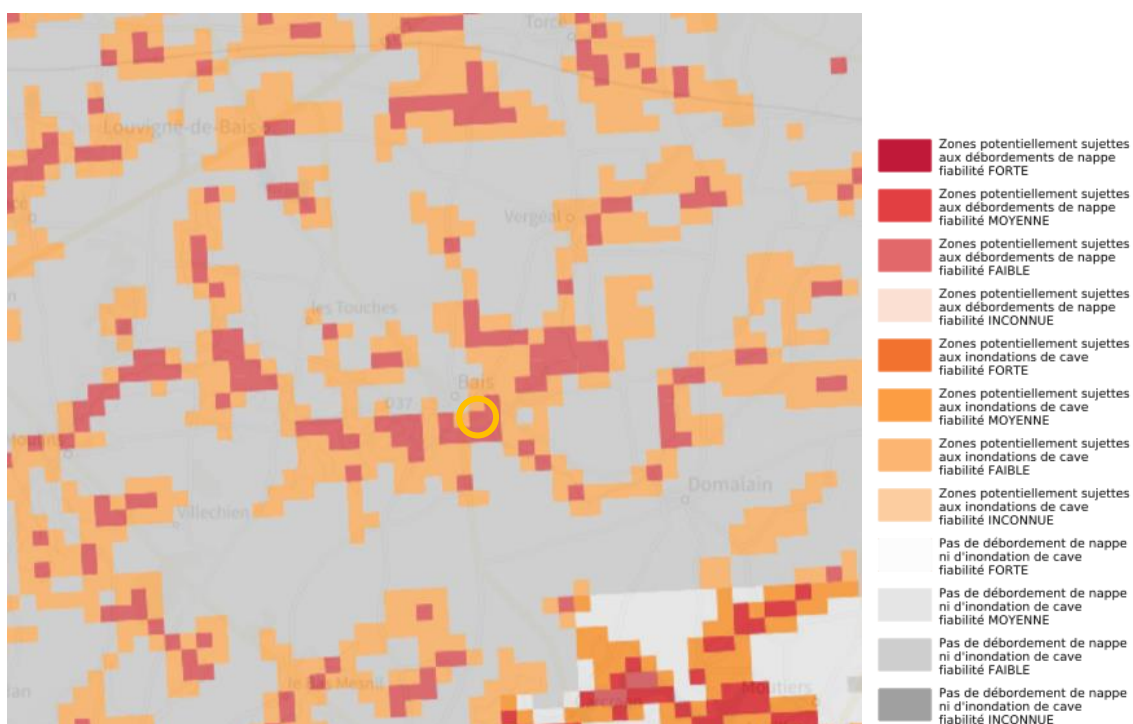 Torcé
Louvigné-de-Bais
Vergéal
les Touches
Bais
D37
Domalain
Villechien
le Bas Mesnil
Moutiers
Zones potentiellement sujettes
aux débordements de nappe
fiabilité FORTE
Zones potentiellement sujettes
aux débordements de nappe
fiabilité MOYENNE
Zones potentiellement sujettes
aux débordements de nappe
fiabilité FAIBLE
Zones potentiellement sujettes
aux débordements de nappe
fiabilité INCONNUE
Zones potentiellement sujettes
aux inondations de cave
fiabilité FORTE
Zones potentiellement sujettes
aux inondations de cave
fiabilité MOYENNE
Zones potentiellement sujettes
aux inondations de cave
fiabilité FAIBLE
Zones potentiellement sujettes
aux inondations de cave
fiabilité INCONNUE
Pas de débordement de nappe
ni d'inondation de cave
fiabilité FORTE
Pas de débordement de nappe
ni d'inondation de cave
fiabilité MOYENNE
Pas de débordement de nappe
ni d'inondation de cave
fiabilité FAIBLE
Pas de débordement de nappe
ni d'inondation de cave
fiabilité INCONNUE